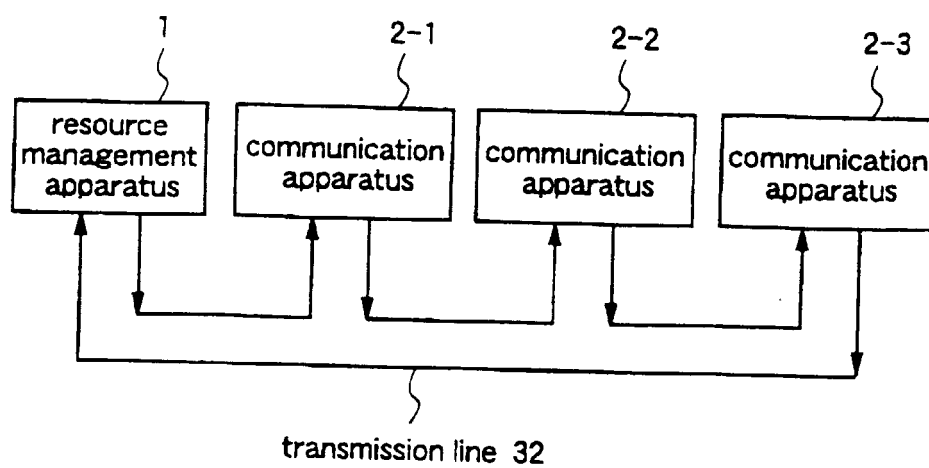 1
2-1
2-2
2-3
resource
management
apparatus
communication
apparatus
communication
apparatus
communication
apparatus
transmission line 32